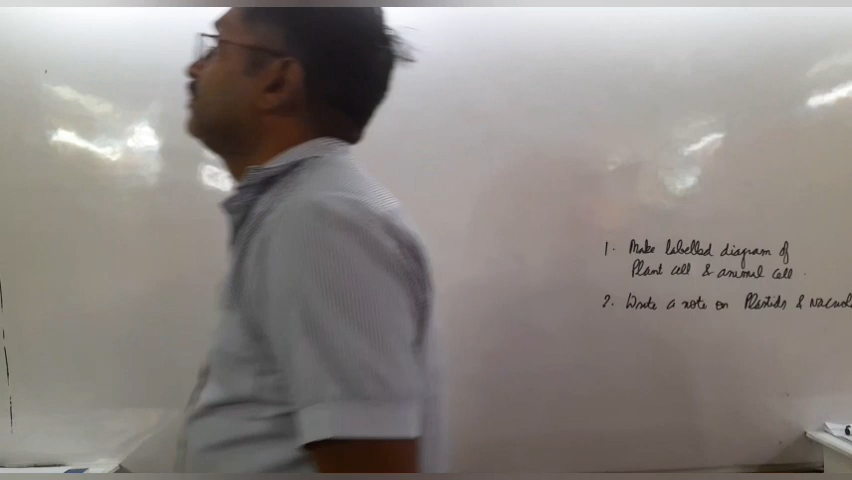 1. Make labelled diagram of
Plant cell & animal cell.
2. Write a note on Plastids &